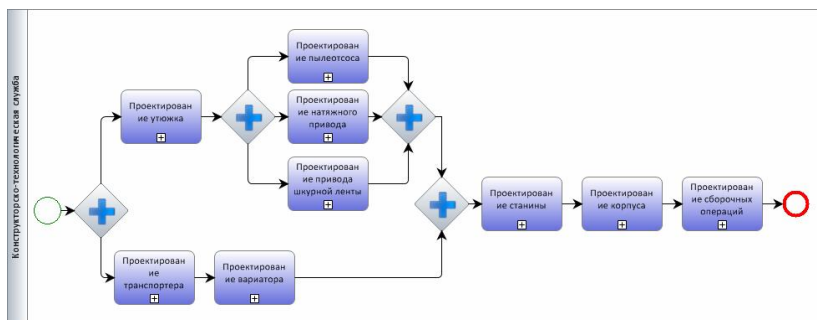 Конструкторско-технологическая служба
Проектирован
ие утюжка
Проектирован
ие пылеотсоса
Проектирован
ие натяжного
привода
Проектирован
ие привода
шкурной ленты
Проектирован
ие
транспортера
Проектирован
ие вариатора
Проектирован
ие станины
Проектирован
ие корпуса
Проектирован
ие сборочных
операций